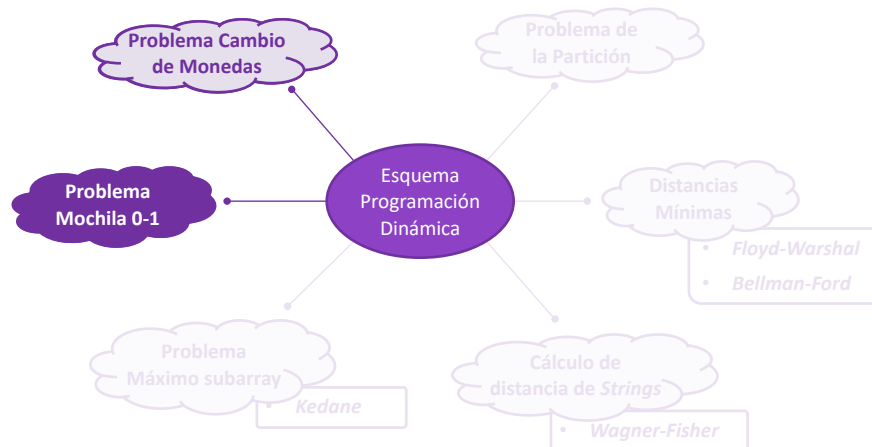 Problema Cambio
de Monedas
Problema de
la Partición
Esquema
Programación
Dinámica
Problema
Mochila 0-1
Distancias
Mínimas
• Floyd-Warshal
• Bellman-Ford
Problema
Máximo subarray
• Kedane
Cálculo de
distancia de Strings
• Wagner-Fisher